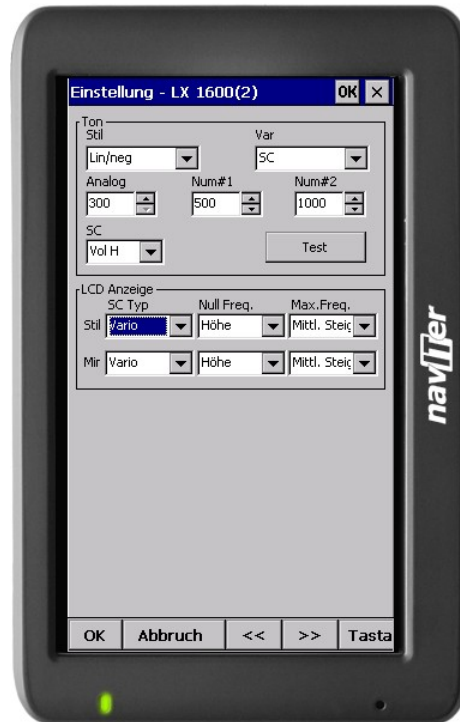 Einstellung - LX 1600(2) OK ×
Ton
Stil Var
Lin/neg SC
Analog Num#1 Num#2
300 500 1000
SC
Vol H Test
LCD Anzeige
SC Typ Null Freq. Max.Freq.
Stil Vario Höhe Mittl. Steig
Mir Vario Höhe Mittl. Steig
OK Abbruch << >> Tasta
naviter